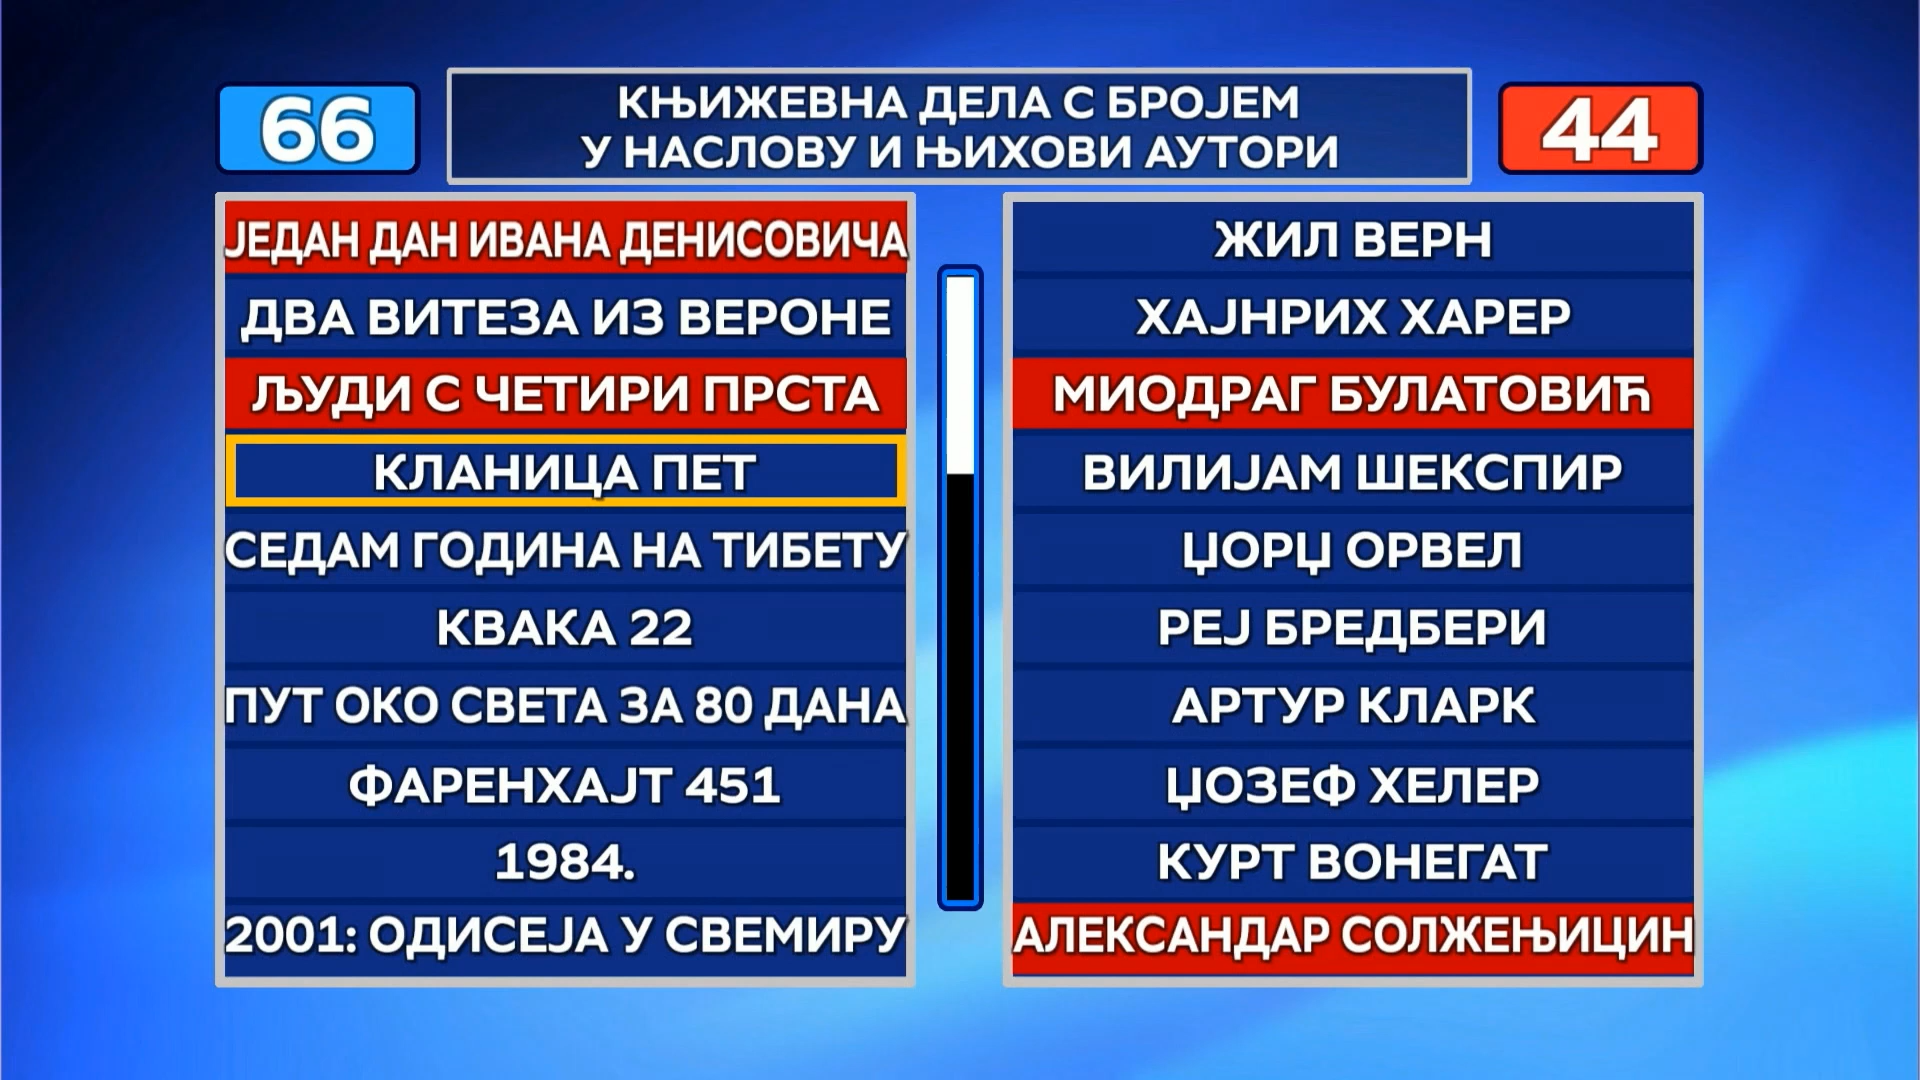 66
КЊИЖЕВНА ДЕЛА С БРОЈЕМ
У НАСЛОВУ И ЊИХОВИ АУТОРИ
44
ЈЕДАН ДАН ИВАНА ДЕНИСОВИЧА
ДВА ВИТЕЗА ИЗ ВЕРОНЕ
ЉУДИ С ЧЕТИРИ ПРСТА
КЛАНИЦА ПЕТ
СЕДАМ ГОДИНА НА ТИБЕТУ
КВАКА 22
ПУТ ОКО СВЕТА ЗА 80 ДАНА
ФАРЕНХАЈТ 451
1984.
2001: ОДИСЕЈА У СВЕМИРУ
ЖИЛ ВЕРН
ХАЈНРИХ ХАРЕР
МИОДРАГ БУЛАТОВИЋ
ВИЛИЈАМ ШЕКСПИР
ЏОРЏ ОРВЕЛ
РЕЈ БРЕДБЕРИ
АРТУР КЛАРК
ЏОЗЕФ ХЕЛЕР
КУРТ ВОНЕГАТ
АЛЕКСАНДАР СОЛЖЕЊИЦИН